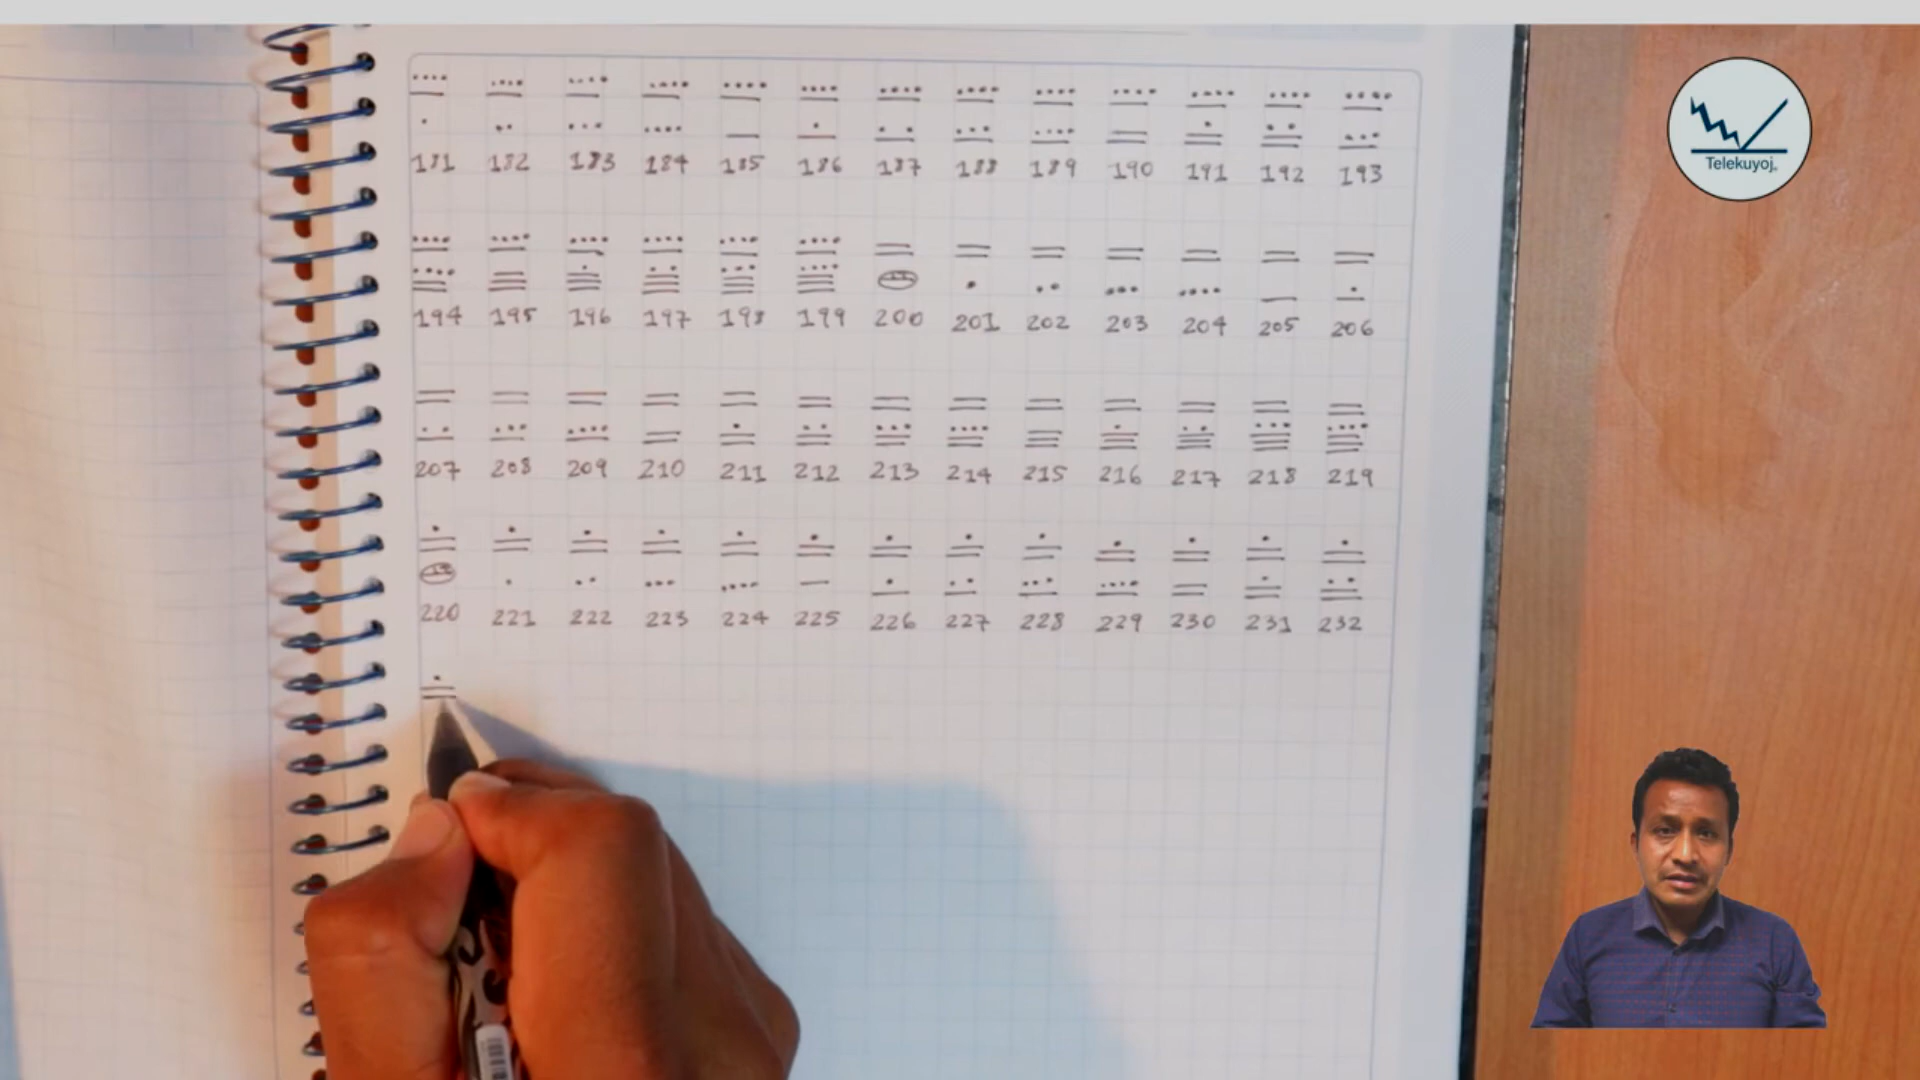 181 182 183 184 185 186 187 188 189 190 191 192 193
194 195 196 197 198 199 200 201 202 203 204 205 206
207 208 209 210 211 212 213 214 215 216 217 218 219
220 221 222 223 224 225 226 227 228 229 230 231 232
Telekuyoj